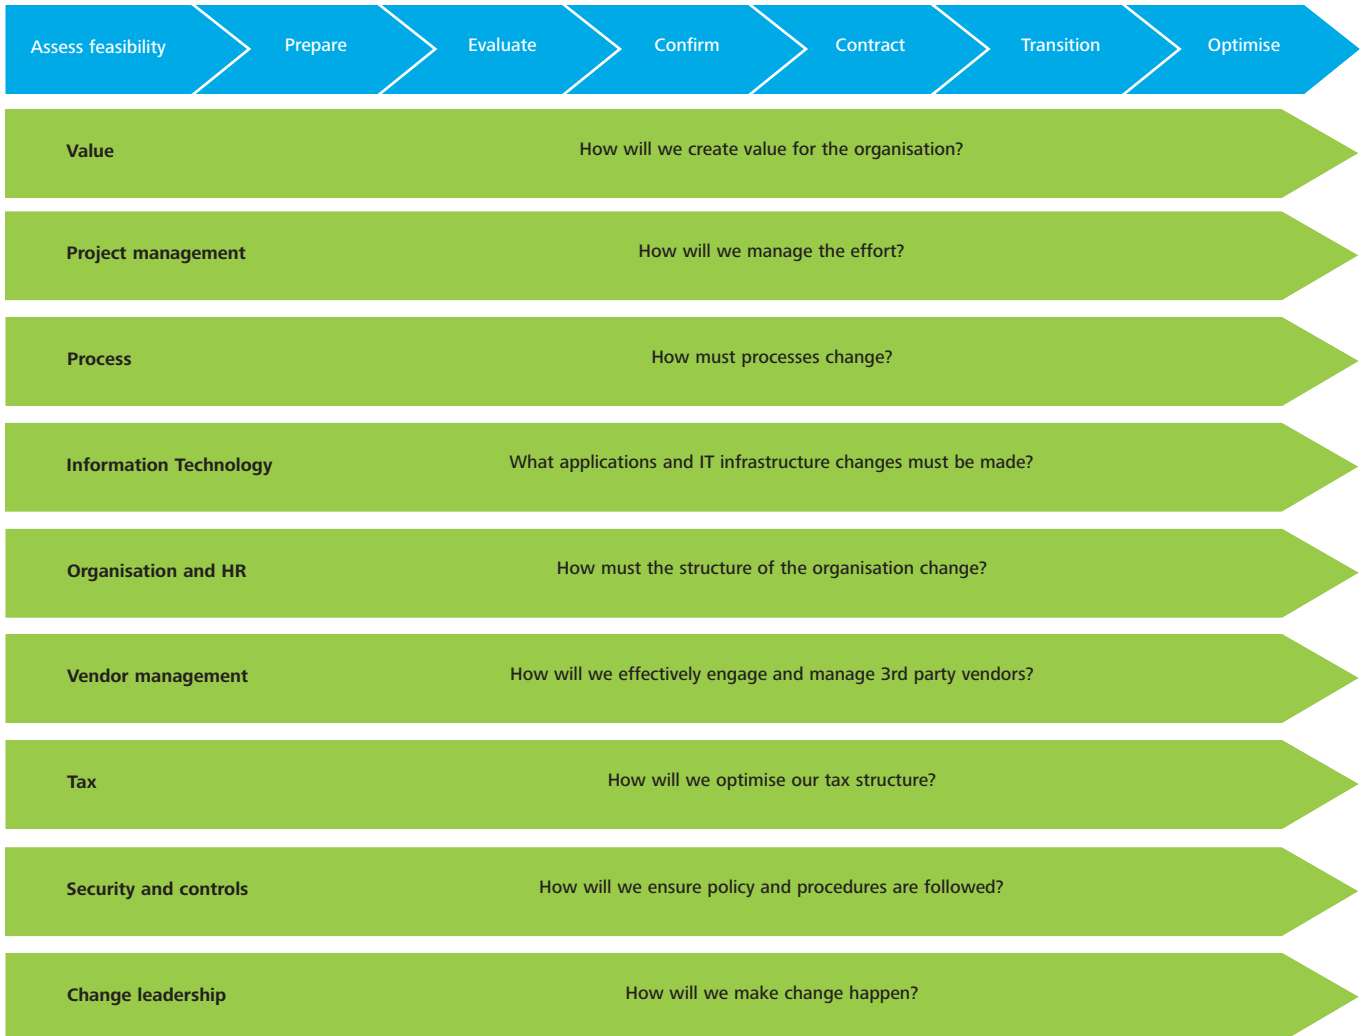 Assess feasibility Prepare Evaluate Confirm Contract Transition Optimise
Value How will we create value for the organisation?
Project management How will we manage the effort?
Process How must processes change?
Information Technology What applications and IT infrastructure changes must be made?
Organisation and HR How must the structure of the organisation change?
Vendor management How will we effectively engage and manage 3rd party vendors?
Tax How will we optimise our tax structure?
Security and controls How will we ensure policy and procedures are followed?
Change leadership How will we make change happen?